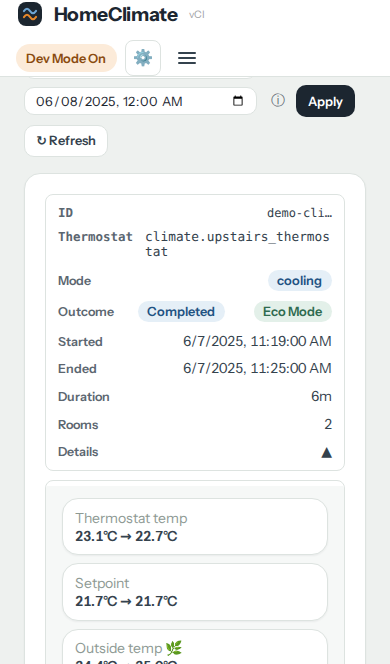 HomeClimate vCI
Dev Mode On
06/08/2025, 12:00 AM
Apply
↻ Refresh
ID demo-cli…
Thermostat climate.upstairs_thermos
tat
Mode cooling
Outcome Completed Eco Mode
Started 6/7/2025, 11:19:00 AM
Ended 6/7/2025, 11:25:00 AM
Duration 6m
Rooms 2
Details ▲
Thermostat temp
23.1°C → 22.7°C
Setpoint
21.7°C → 21.7°C
Outside temp 🌿